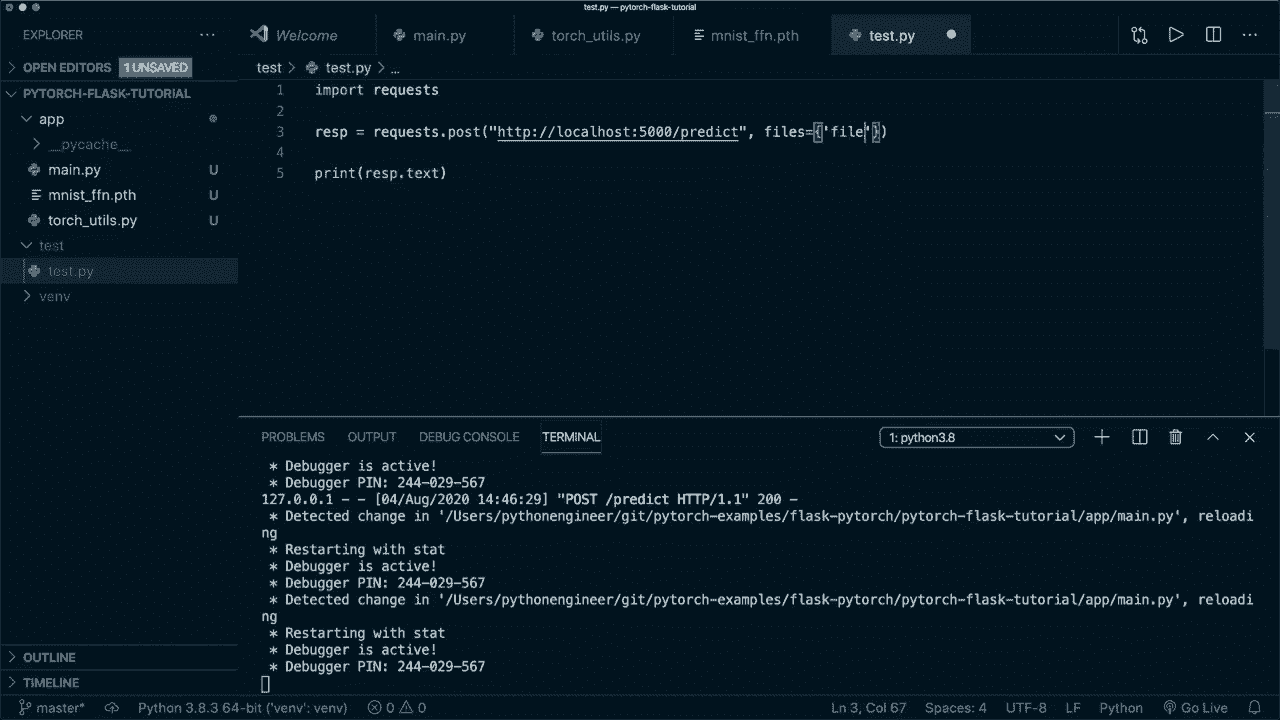 test.py — pytorch-flask-tutorial
EXPLORER ···
Welcome main.py torch_utils.py mnist_ffn.pth test.py
OPEN EDITORS 1 UNSAVED
test > test.py > ...
PYTORCH-FLASK-TUTORIAL
app
__pycache__
main.py U
mnist_ffn.pth U
torch_utils.py U
test
test.py
venv
1 import requests
2
3 resp = requests.post("http://localhost:5000/predict", files={'file'})
4
5 print(resp.text)
PROBLEMS OUTPUT DEBUG CONSOLE TERMINAL 1: python3.8
* Debugger is active!
* Debugger PIN: 244-029-567
127.0.0.1 - - [04/Aug/2020 14:46:29] "POST /predict HTTP/1.1" 200 -
* Detected change in '/Users/pythonengineer/git/pytorch-examples/flask-pytorch/pytorch-flask-tutorial/app/main.py', reloadi
ng
* Restarting with stat
* Debugger is active!
* Debugger PIN: 244-029-567
* Detected change in '/Users/pythonengineer/git/pytorch-examples/flask-pytorch/pytorch-flask-tutorial/app/main.py', reloadi
ng
* Restarting with stat
* Debugger is active!
* Debugger PIN: 244-029-567
OUTLINE
TIMELINE
master* Python 3.8.3 64-bit ('venv': venv) 0 0 Ln 3, Col 67 Spaces: 4 UTF-8 LF Python Go Live